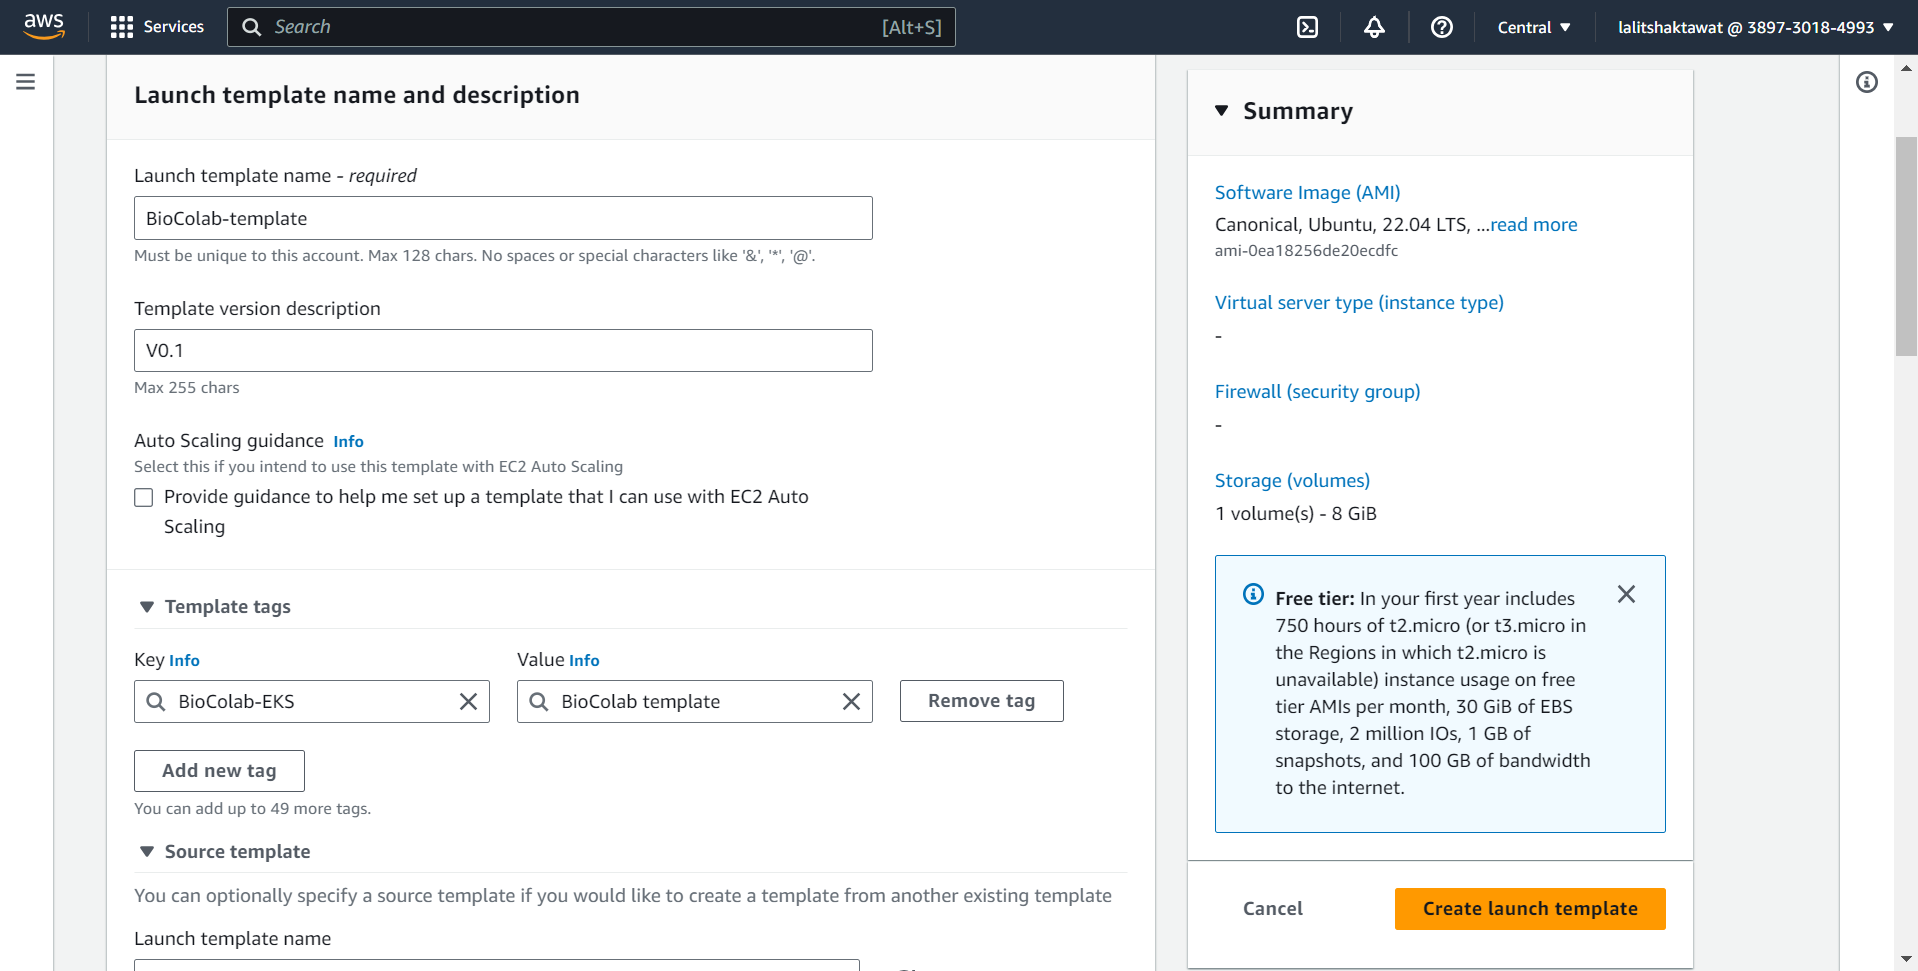 aws
Services
Search
[Alt+S]
Central
lalitshaktawat @ 3897-3018-4993
Launch template name and description
Launch template name - required
BioColab-template
Must be unique to this account. Max 128 chars. No spaces or special characters like '&', '*', '@'.
Template version description
V0.1
Max 255 chars
Auto Scaling guidance Info
Select this if you intend to use this template with EC2 Auto Scaling
Provide guidance to help me set up a template that I can use with EC2 Auto
Scaling
Template tags
Key Info
Value Info
BioColab-EKS
BioColab template
Remove tag
Add new tag
You can add up to 49 more tags.
Source template
You can optionally specify a source template if you would like to create a template from another existing template
Launch template name
Summary
Software Image (AMI)
Canonical, Ubuntu, 22.04 LTS, ...read more
ami-0ea18256de20ecdfc
Virtual server type (instance type)
-
Firewall (security group)
-
Storage (volumes)
1 volume(s) - 8 GiB
Free tier: In your first year includes
750 hours of t2.micro (or t3.micro in
the Regions in which t2.micro is
unavailable) instance usage on free
tier AMIs per month, 30 GiB of EBS
storage, 2 million IOs, 1 GB of
snapshots, and 100 GB of bandwidth
to the internet.
Cancel
Create launch template